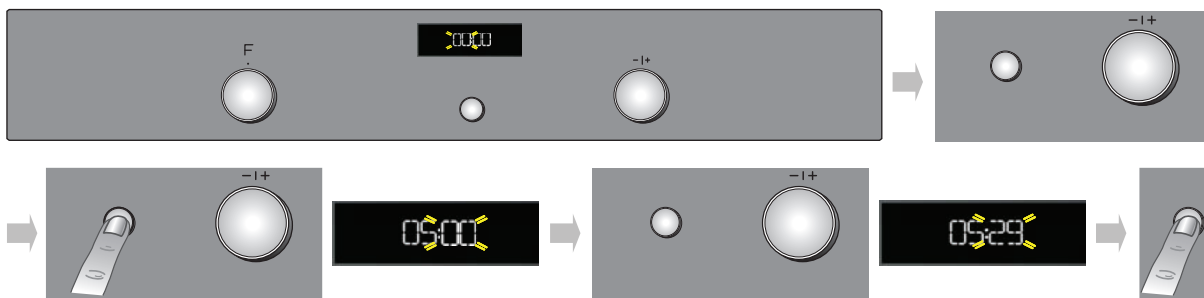 00:00
F
- I +
- I +
- I +
05:00
- I +
05:29